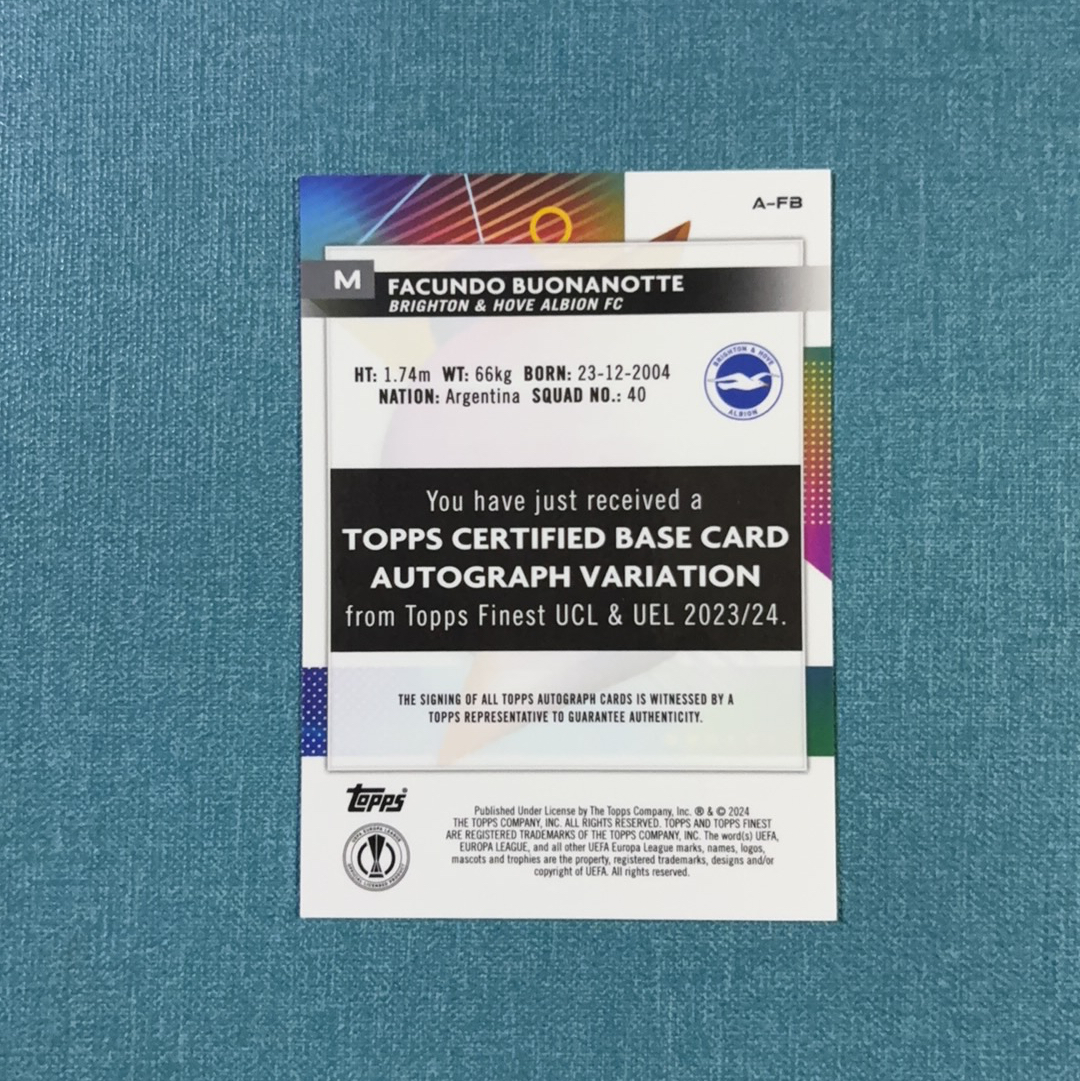 A-FB
M
FACUNDO BUONANOTTE
BRIGHTON & HOVE ALBION FC
HT: 1.74m WT: 66kg BORN: 23-12-2004
NATION: Argentina SQUAD NO.: 40
BRIGHTON & HOVE
ALBION
You have just received a
TOPPS CERTIFIED BASE CARD
AUTOGRAPH VARIATION
from Topps Finest UCL & UEL 2023/24.
THE SIGNING OF ALL TOPPS AUTOGRAPH CARDS IS WITNESSED BY A
TOPPS REPRESENTATIVE TO GUARANTEE AUTHENTICITY.
Topps®
UEFA EUROPA LEAGUE
OFFICIAL LICENSED PRODUCT
Published Under License by The Topps Company, Inc. ® & © 2024
THE TOPPS COMPANY, INC. ALL RIGHTS RESERVED. TOPPS AND TOPPS FINEST
ARE REGISTERED TRADEMARKS OF THE TOPPS COMPANY, INC. The word(s) UEFA,
EUROPA LEAGUE, and all other UEFA Europa League marks, names, logos,
mascots and trophies are the property, registered trademarks, designs and/or
copyright of UEFA. All rights reserved.